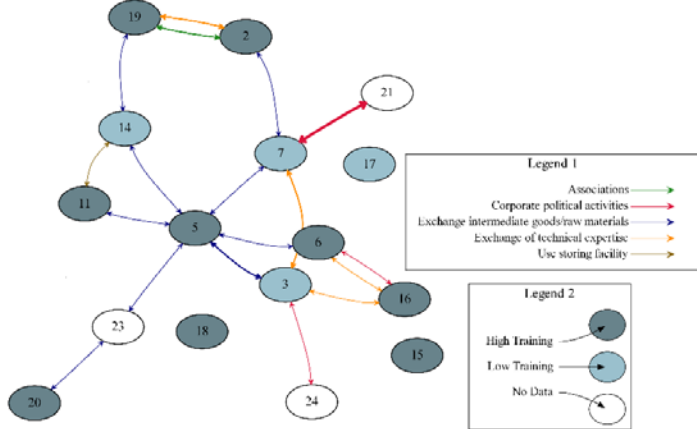 19
2
21
14
7
17
Legend 1
Associations
Corporate political activities
Exchange intermediate goods/raw materials
Exchange of technical expertise
Use storing facility
11
5
6
3
16
Legend 2
High Training
Low Training
No Data
23
18
15
20
24